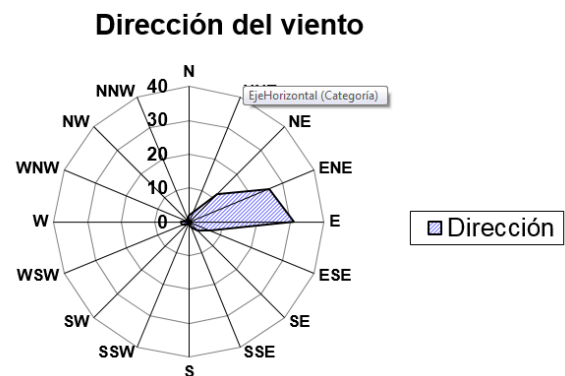 Dirección del viento
N
NNW
40
EjeHorizontal (Categoría)
NW
30
NE
20
WNW
ENE
10
W
0
E
Dirección
WSW
ESE
SW
SE
SSW
SSE
S